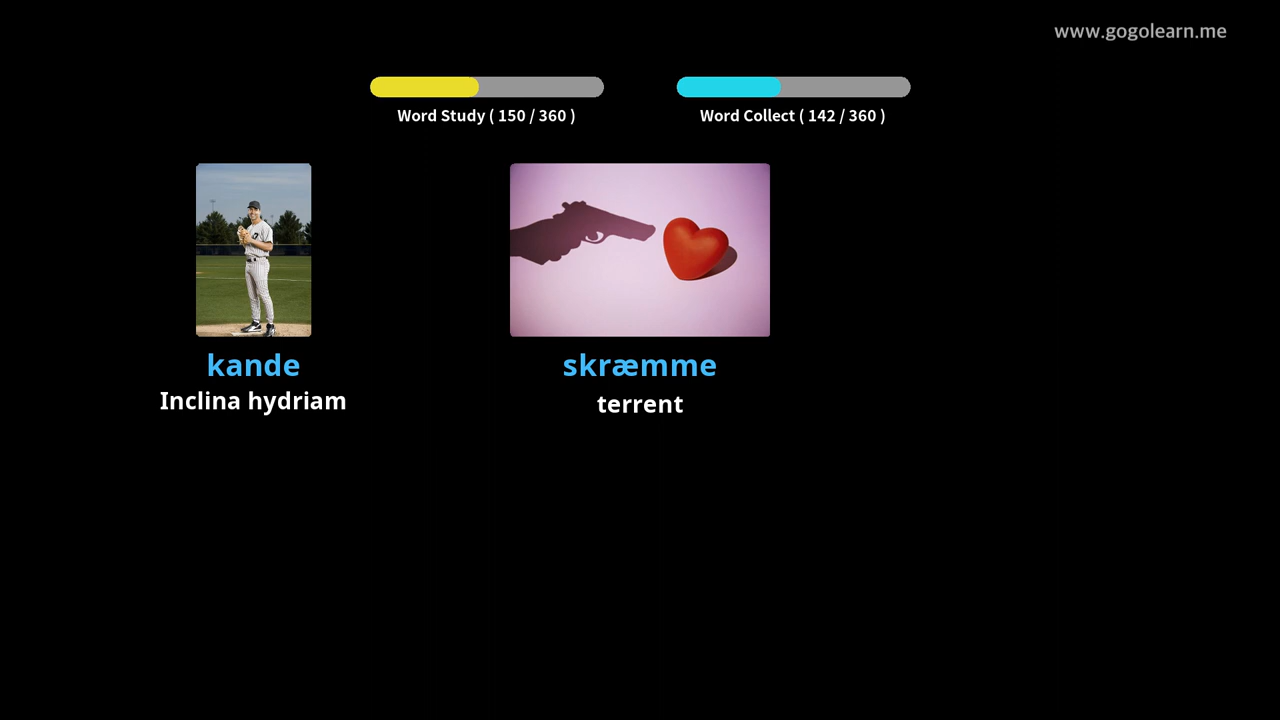 www.gogolearn.me
Word Study ( 150 / 360 )
Word Collect ( 142 / 360 )
kande
Inclina hydriam
skræmme
terrent